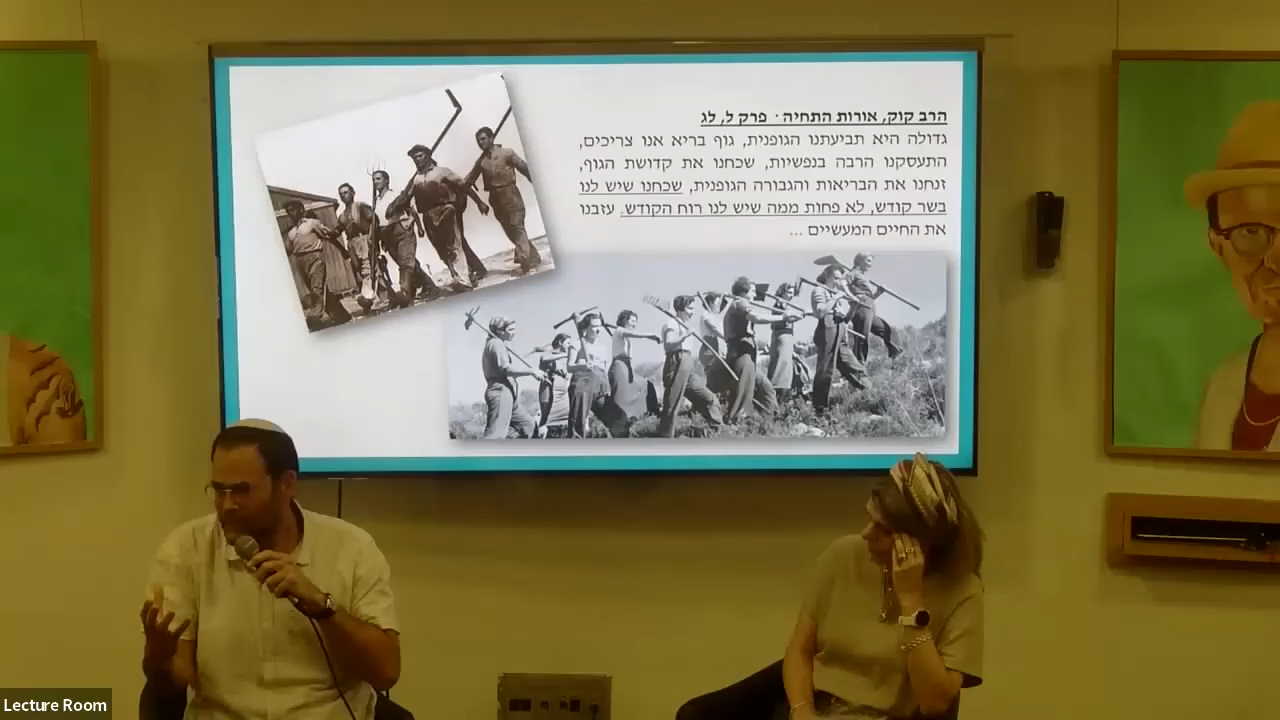 הרב קוק, אורות התחיה · פרק ל, לג
גדולה היא תביעתנו הגופנית, גוף בריא אנו צריכים,
התעסקנו הרבה בנפשיות, שכחנו את קדושת הגוף,
זנחנו את הבריאות והגבורה הגופנית, שכחנו שיש לנו
בשר קודש, לא פחות ממה שיש לנו רוח הקודש. עזבנו
את החיים המעשיים ...
Lecture Room